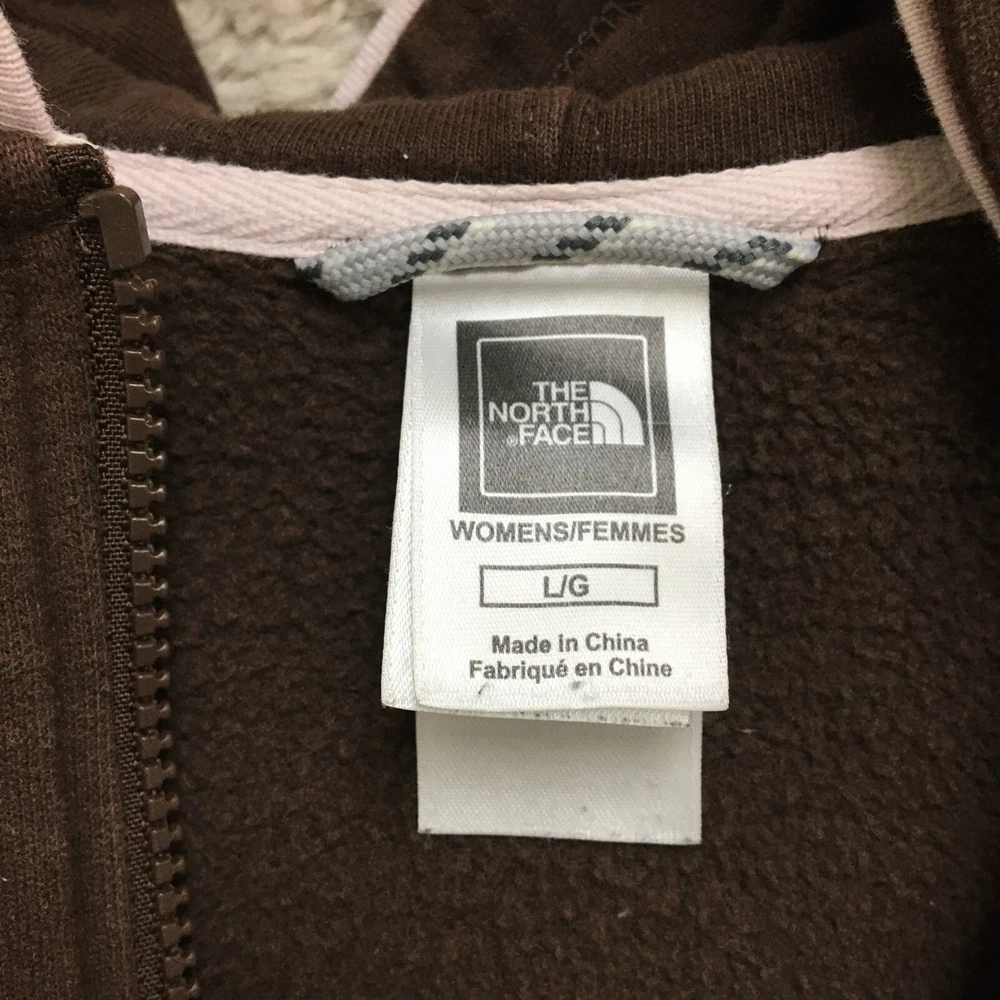 THE
NORTH
®FACE
WOMENS/FEMMES
L/G
Made in China
Fabriqué en Chine